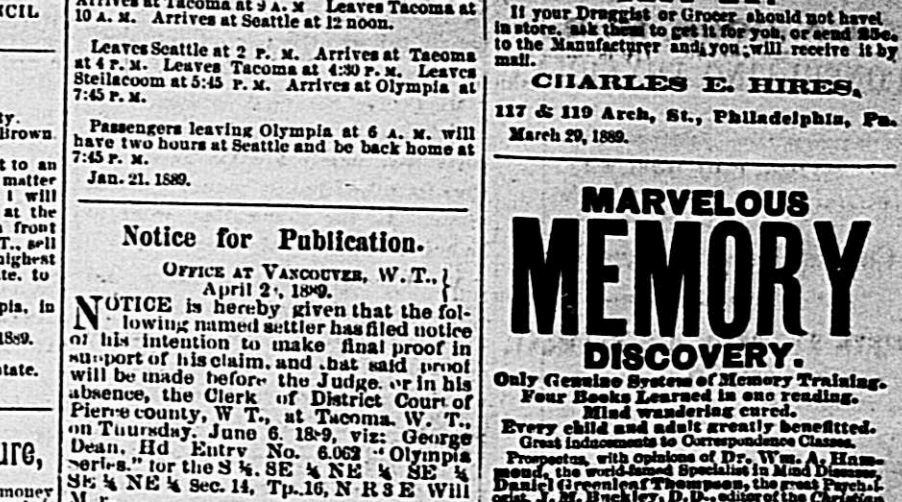 NCIL
ty.
Brown
t to an
matter
I will
at the
front
T., sell
highest
te. to
pia, in
1889.
state.
ure,
money
Arrives at Tacoma at 9 A. M Leaves Tacoma at
10 A. M. Arrives at Seattle at 12 noon.
Leaves Seattle at 2 P. M. Arrives at Tacoma
at 4 P. M. Leaves Tacoma at 4:30 P. M. Leaves
Steilacoom at 5:45 P. M. Arrives at Olympia at
7:45 P. M.
Passengers leaving Olympia at 6 A. M. will
have two hours at Seattle and be back home at
7:45 P. M.
Jan. 21. 1889.
Notice for Publication.
OFFICE AT VANCOUVER, W. T.,
April 2, 1889.
NOTICE is hereby given that the fol-
lowing named settler has filed notice
of his intention to make final proof in
support of his claim, and that said proof
will be made before the Judge, or in his
absence, the Clerk of District Court of
Pierce county, W T., at Tacoma. W. T.,
on Thursday, June 6, 1889, viz: George
Dean, Hd Entry No. 6.062 "Olympia
series." for the S ½, SE ¼ NE ¼ SE ¼
SE ¼ NE ¼ Sec. 14, Tp. 16, N R 3 E Will
If your Druggist or Grocer should not have
in store, ask them to get it for you, or send 25c.
to the Manufacturer and you will receive it by
mail.
CHARLES E. HIRES,
117 & 119 Arch, St., Philadelphia, Pa.
March 29, 1889.
MARVELOUS
MEMORY
DISCOVERY.
Only Genuine System of Memory Training.
Four Books Learned in one reading.
Mind wandering cured.
Every child and adult greatly benefitted.
Great inducements to Correspondence Classes.
Prospectus, with opinions of Dr. Wm. A. Ham-
mond, the world-famed Specialist in Mind Diseases,
Daniel Greenleaf Thompson, the great Psychol-
ogist, J. M. Buckley, D.D., editor of the Christian